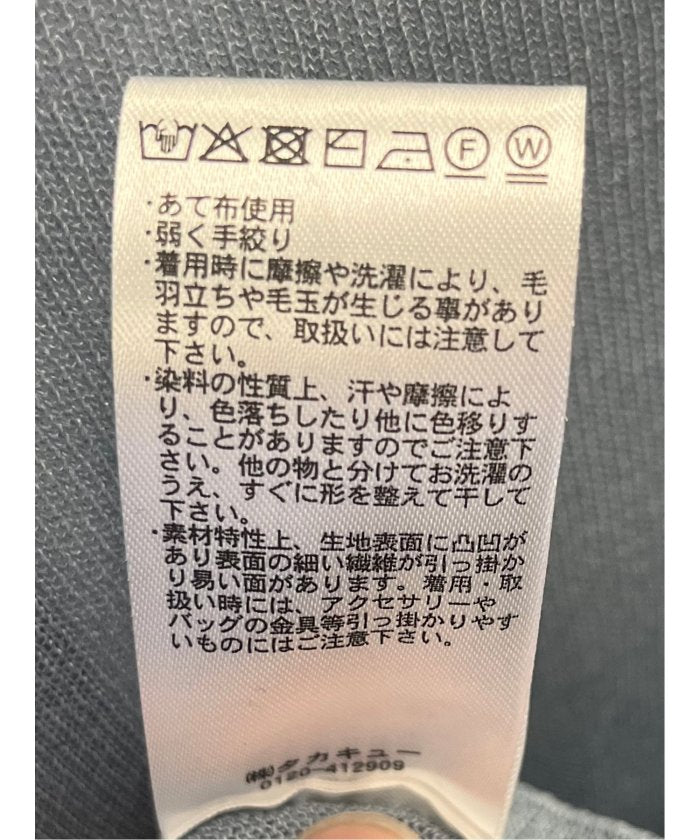 F W
・あて布使用
・弱く手絞り
・着用時に摩擦や洗濯により、毛
羽立ちや毛玉が生じる事があり
ますので、取扱いには注意して
下さい。
・染料の性質上、汗や摩擦によ
り、色落ちしたり他に色移りす
ることがありますのでご注意下
さい。他の物と分けてお洗濯の
うえ、すぐに形を整えて干して
下さい。
・素材特性上、生地表面に凸凹が
あり表面の細い繊維が引っ掛か
り易い面があります。着用・取
扱い時には、アクセサリーや
バッグの金具等引っ掛かりやす
いものにはご注意下さい。
㈱タカキュー
0120-412909